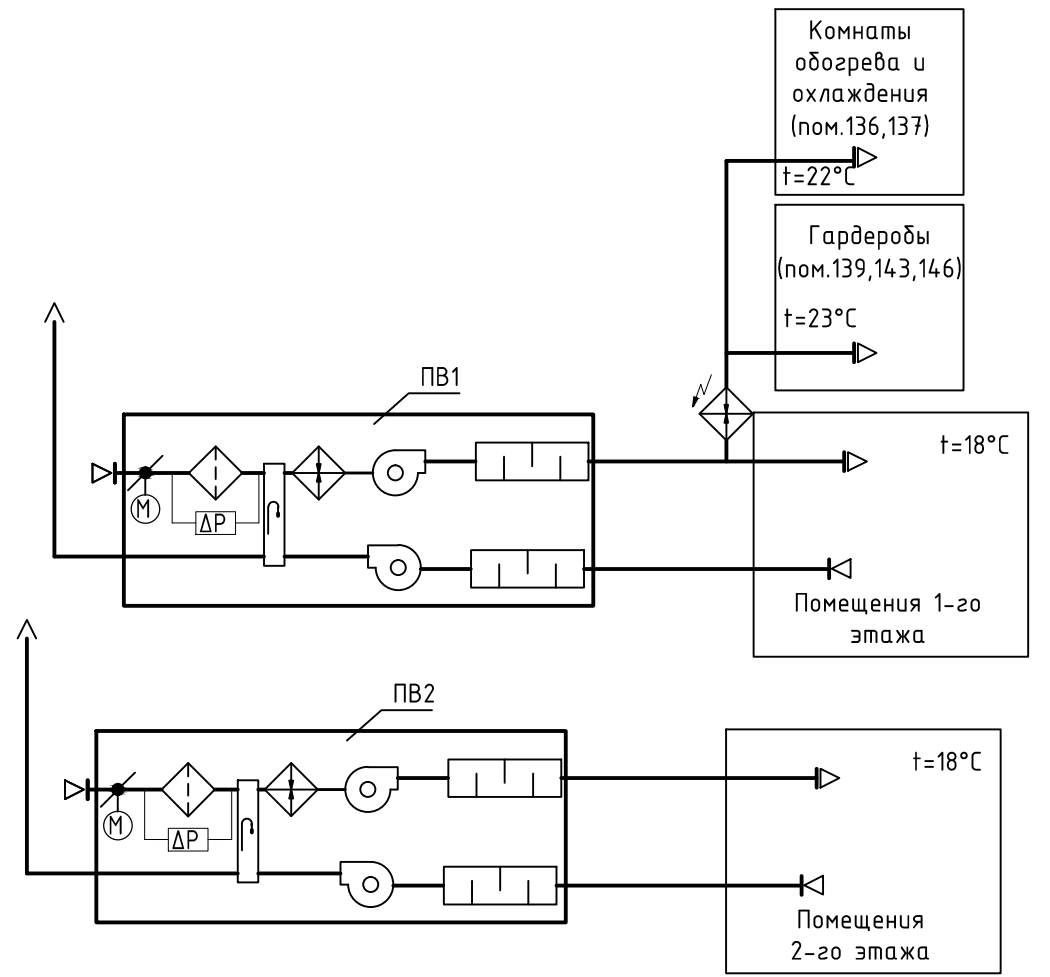 Комнаты
обогрева и
охлаждения
(пом.136,137)
t=22°C
Гардеробы
(пом.139,143,146)
t=23°C
ПВ1
t=18°C
М
ΔP
Помещения 1-го
этажа
ПВ2
t=18°C
М
ΔP
Помещения
2-го этажа